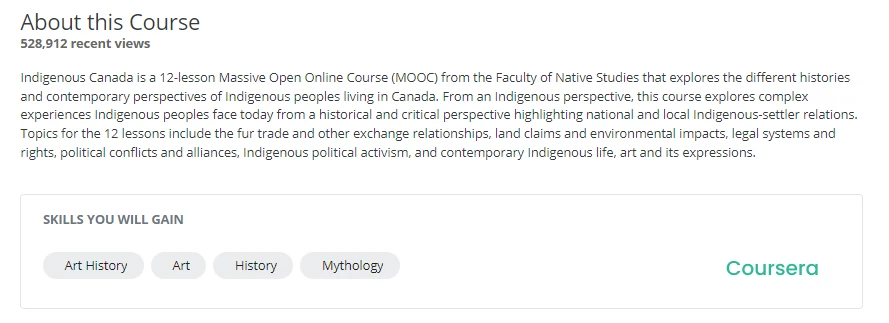 About this Course
528,912 recent views
Indigenous Canada is a 12-lesson Massive Open Online Course (MOOC) from the Faculty of Native Studies that explores the different histories
and contemporary perspectives of Indigenous peoples living in Canada. From an Indigenous perspective, this course explores complex
experiences Indigenous peoples face today from a historical and critical perspective highlighting national and local Indigenous-settler relations.
Topics for the 12 lessons include the fur trade and other exchange relationships, land claims and environmental impacts, legal systems and
rights, political conflicts and alliances, Indigenous political activism, and contemporary Indigenous life, art and its expressions.
SKILLS YOU WILL GAIN
Art History Art History Mythology
Coursera